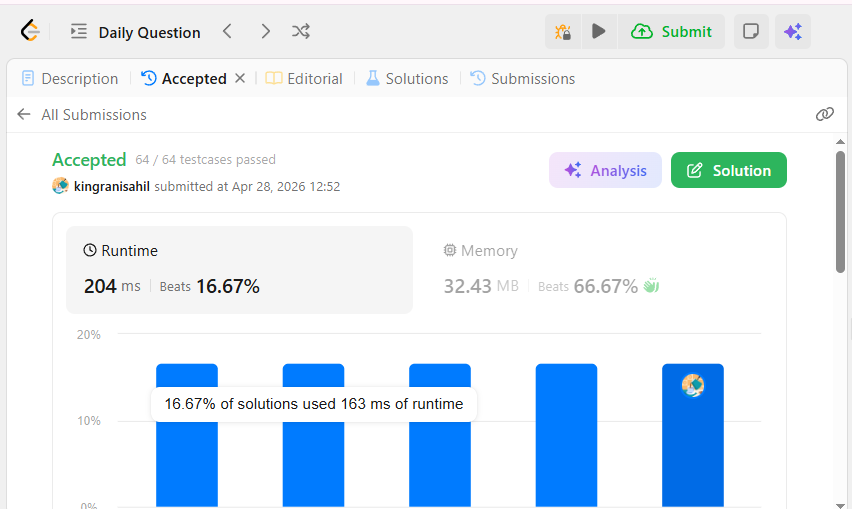 Daily Question
Submit
Description
Accepted
Editorial
Solutions
Submissions
All Submissions
Accepted 64 / 64 testcases passed
kingranisahil submitted at Apr 28, 2026 12:52
Analysis
Solution
Runtime
204 ms Beats 16.67%
Memory
32.43 MB Beats 66.67%
20%
16.67% of solutions used 163 ms of runtime
10%
0%